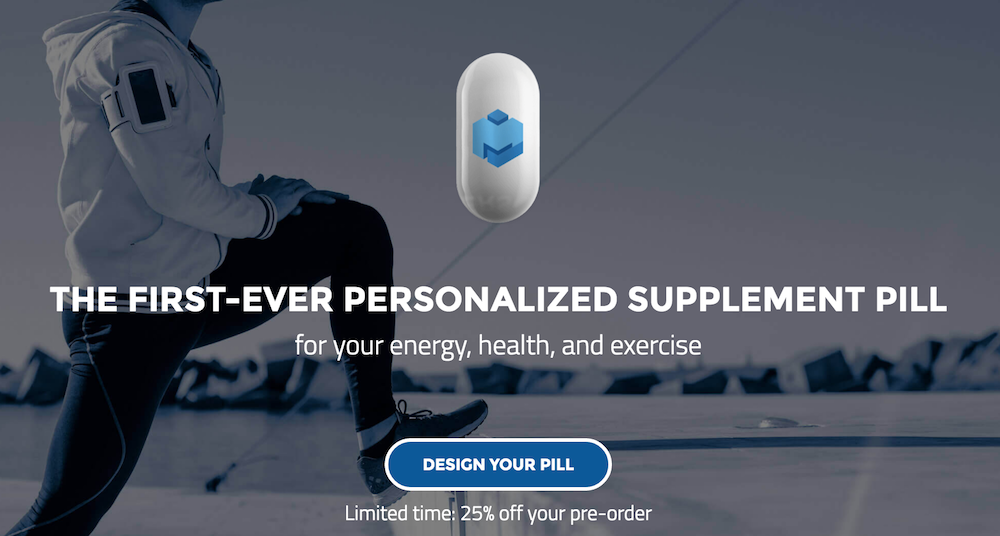 THE FIRST-EVER PERSONALIZED SUPPLEMENT PILL
for your energy, health, and exercise
DESIGN YOUR PILL
Limited time: 25% off your pre-order